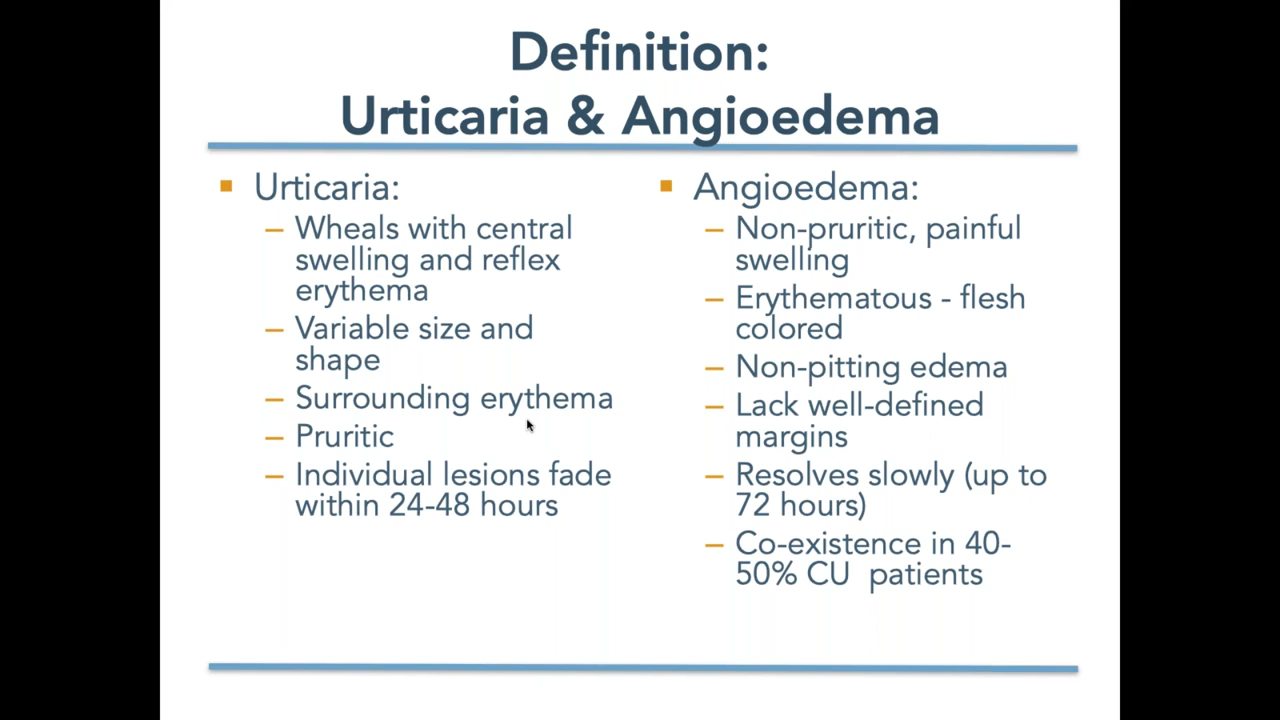 Definition:
Urticaria & Angioedema
Urticaria:
– Wheals with central
swelling and reflex
erythema
– Variable size and
shape
– Surrounding erythema
– Pruritic
– Individual lesions fade
within 24-48 hours
Angioedema:
– Non-pruritic, painful
swelling
– Erythematous - flesh
colored
– Non-pitting edema
– Lack well-defined
margins
– Resolves slowly (up to
72 hours)
– Co-existence in 40-
50% CU  patients